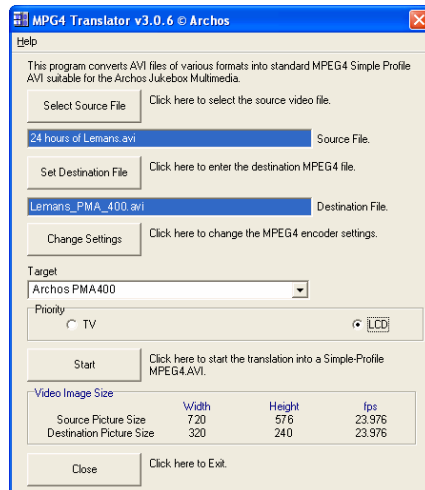 MPG4 Translator v3.0.6 © Archos
Help
This program converts AVI files of various formats into standard MPEG4 Simple Profile
AVI suitable for the Archos Jukebox Multimedia.
Select Source File
Click here to select the source video file.
24 hours of Lemans.avi
Source File.
Set Destination File
Click here to enter the destination MPEG4 file.
Lemans_PMA_400.avi
Destination File.
Change Settings
Click here to change the MPEG4 encoder settings.
Target
Archos PMA400
Priority
TV
LCD
Start
Click here to start the translation into a Simple-Profile
MPEG4.AVI.
Video Image Size
Width Height fps
Source Picture Size 720 576 23.976
Destination Picture Size 320 240 23.976
Close
Click here to Exit.